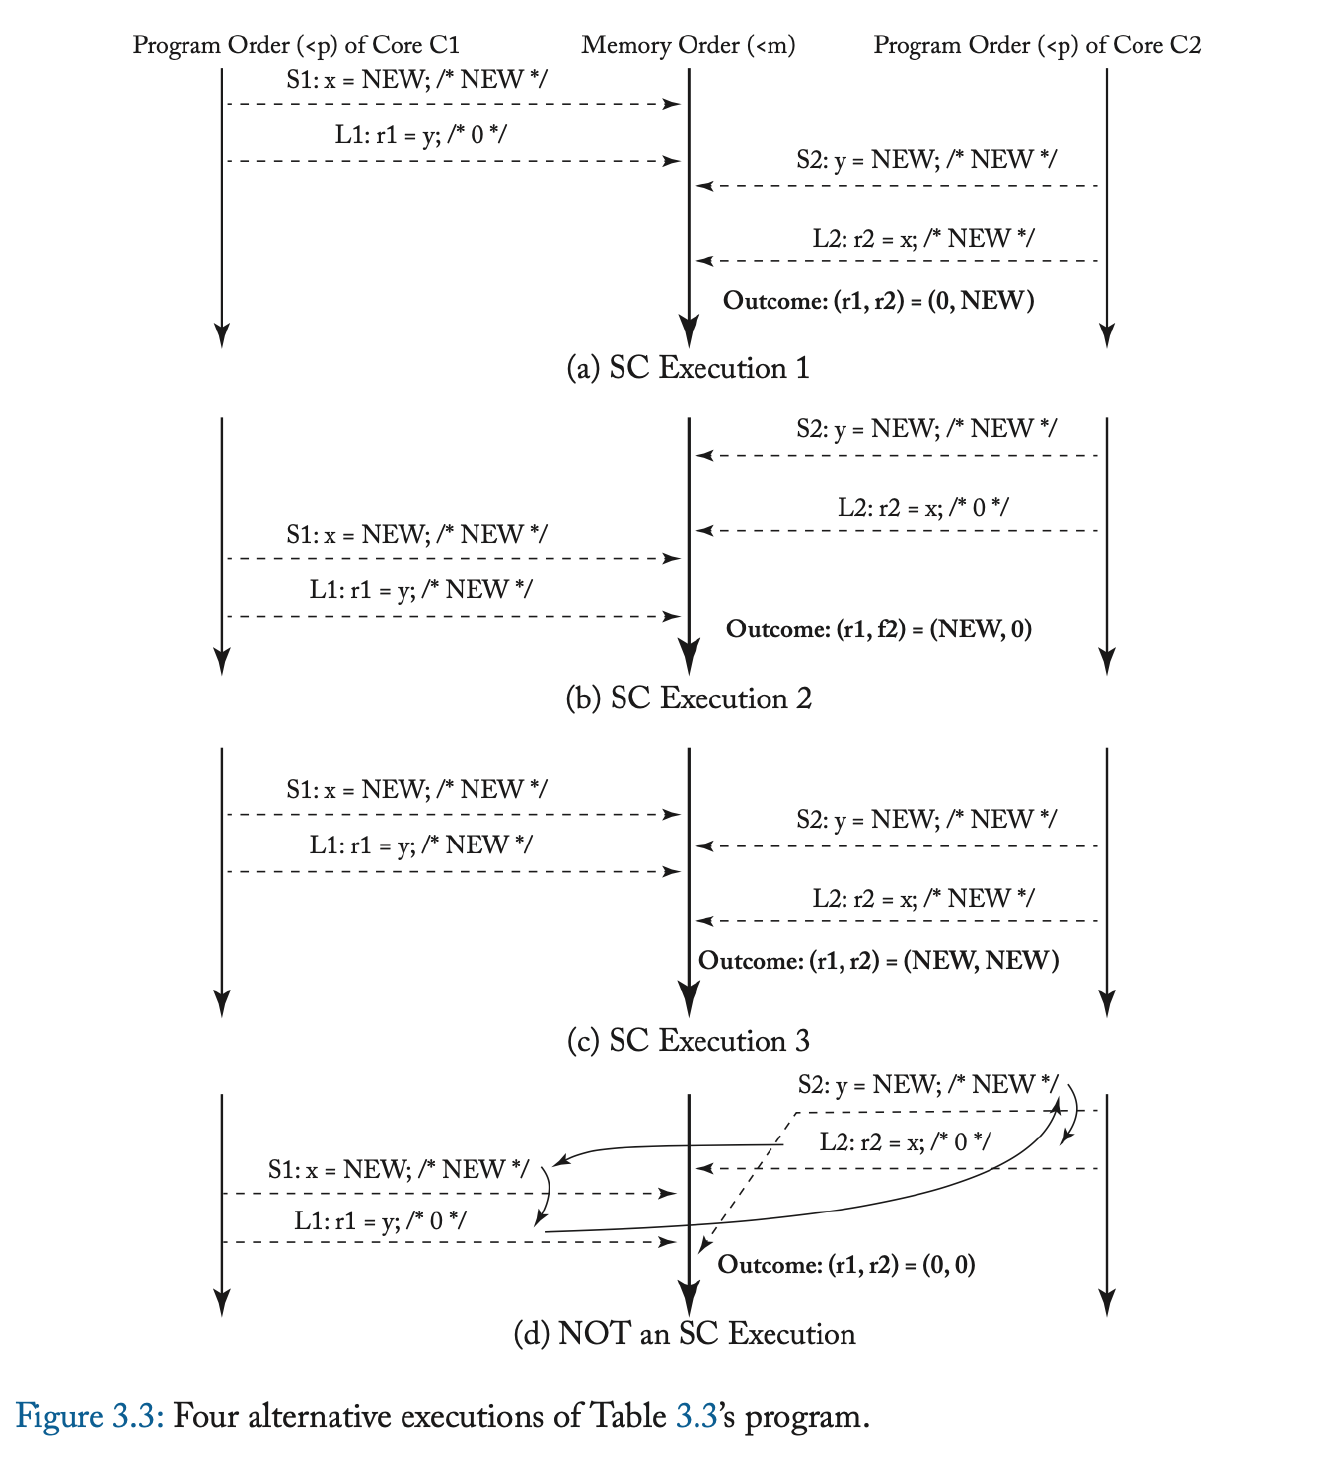 Program Order (<p) of Core C1
Memory Order (<m)
Program Order (<p) of Core C2
S1: x = NEW; /* NEW */
L1: r1 = y; /* 0 */
S2: y = NEW; /* NEW */
L2: r2 = x; /* NEW */
Outcome: (r1, r2) = (0, NEW)
(a) SC Execution 1
S2: y = NEW; /* NEW */
L2: r2 = x; /* 0 */
S1: x = NEW; /* NEW */
L1: r1 = y; /* NEW */
Outcome: (r1, f2) = (NEW, 0)
(b) SC Execution 2
S1: x = NEW; /* NEW */
L1: r1 = y; /* NEW */
S2: y = NEW; /* NEW */
L2: r2 = x; /* NEW */
Outcome: (r1, r2) = (NEW, NEW)
(c) SC Execution 3
S2: y = NEW; /* NEW */
L2: r2 = x; /* 0 */
S1: x = NEW; /* NEW */
L1: r1 = y; /* 0 */
Outcome: (r1, r2) = (0, 0)
(d) NOT an SC Execution
Figure 3.3: Four alternative executions of Table 3.3’s program.